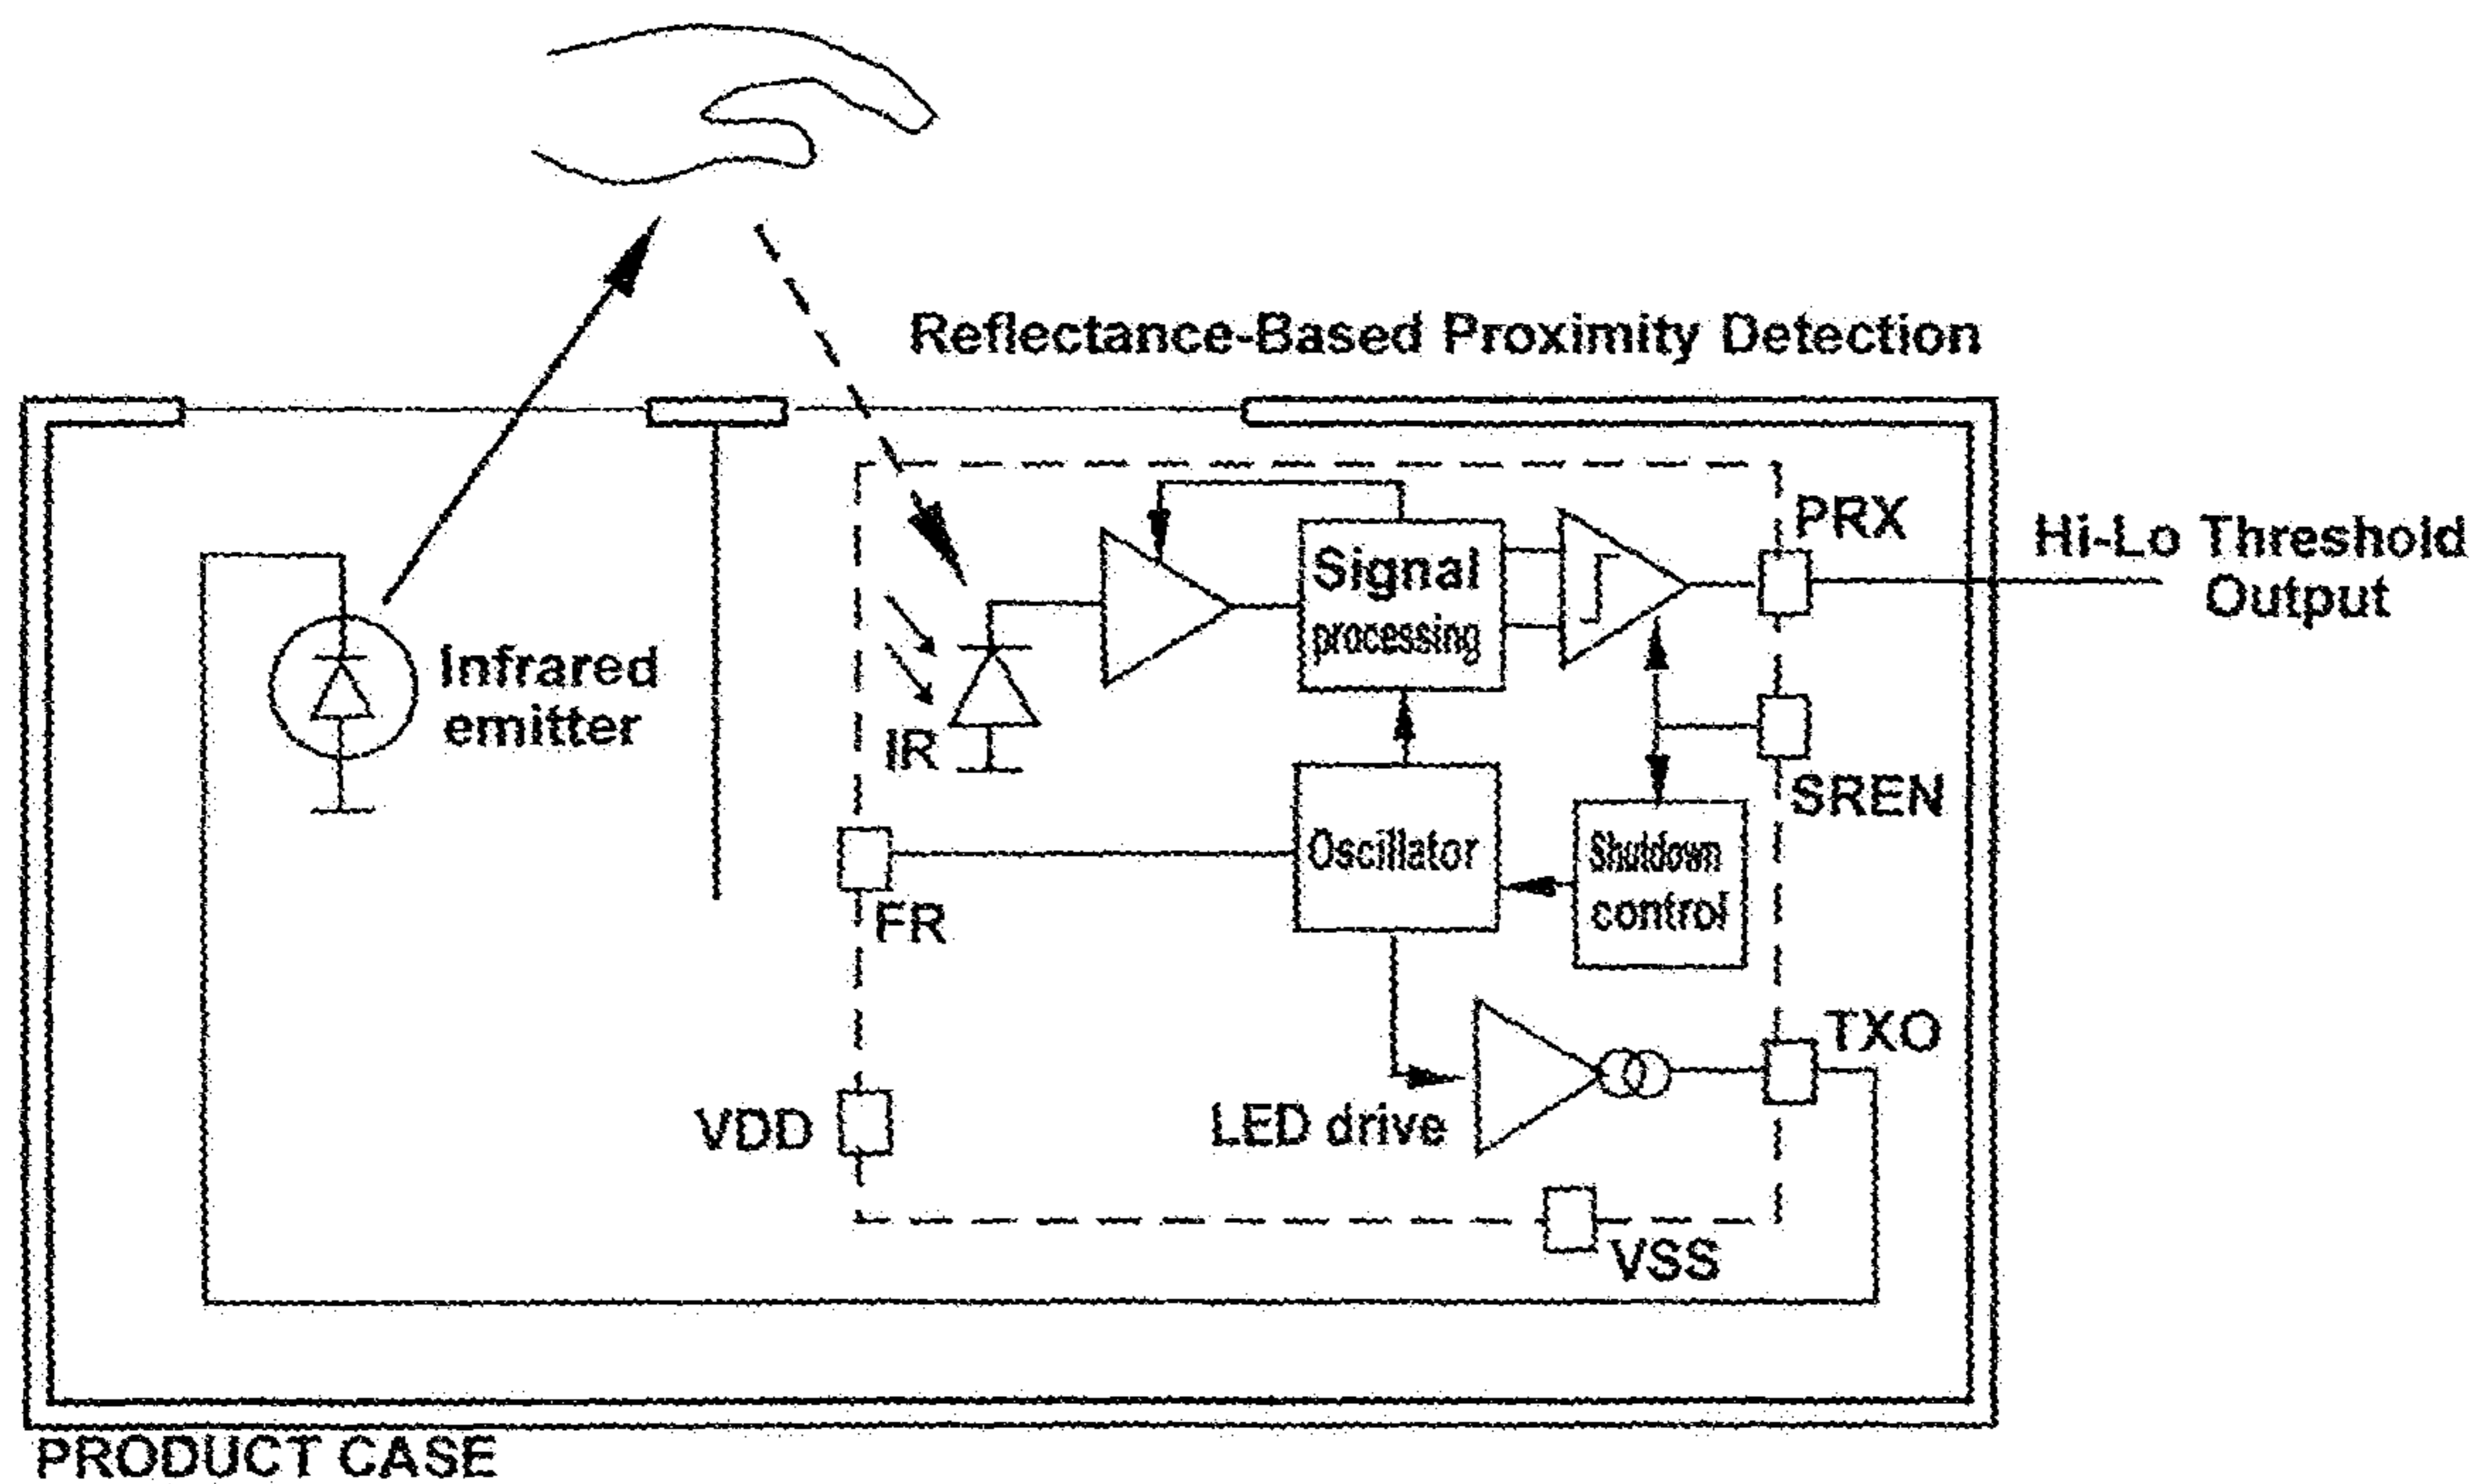 Reflectance-Based Proximity Detection
PRX
Hi-Lo Threshold
Output
Signal
processing
Infrared
emitter
IR
SREN
Oscillator
Shutdown
control
FR
TXO
VDD
LED drive
VSS
PRODUCT CASE